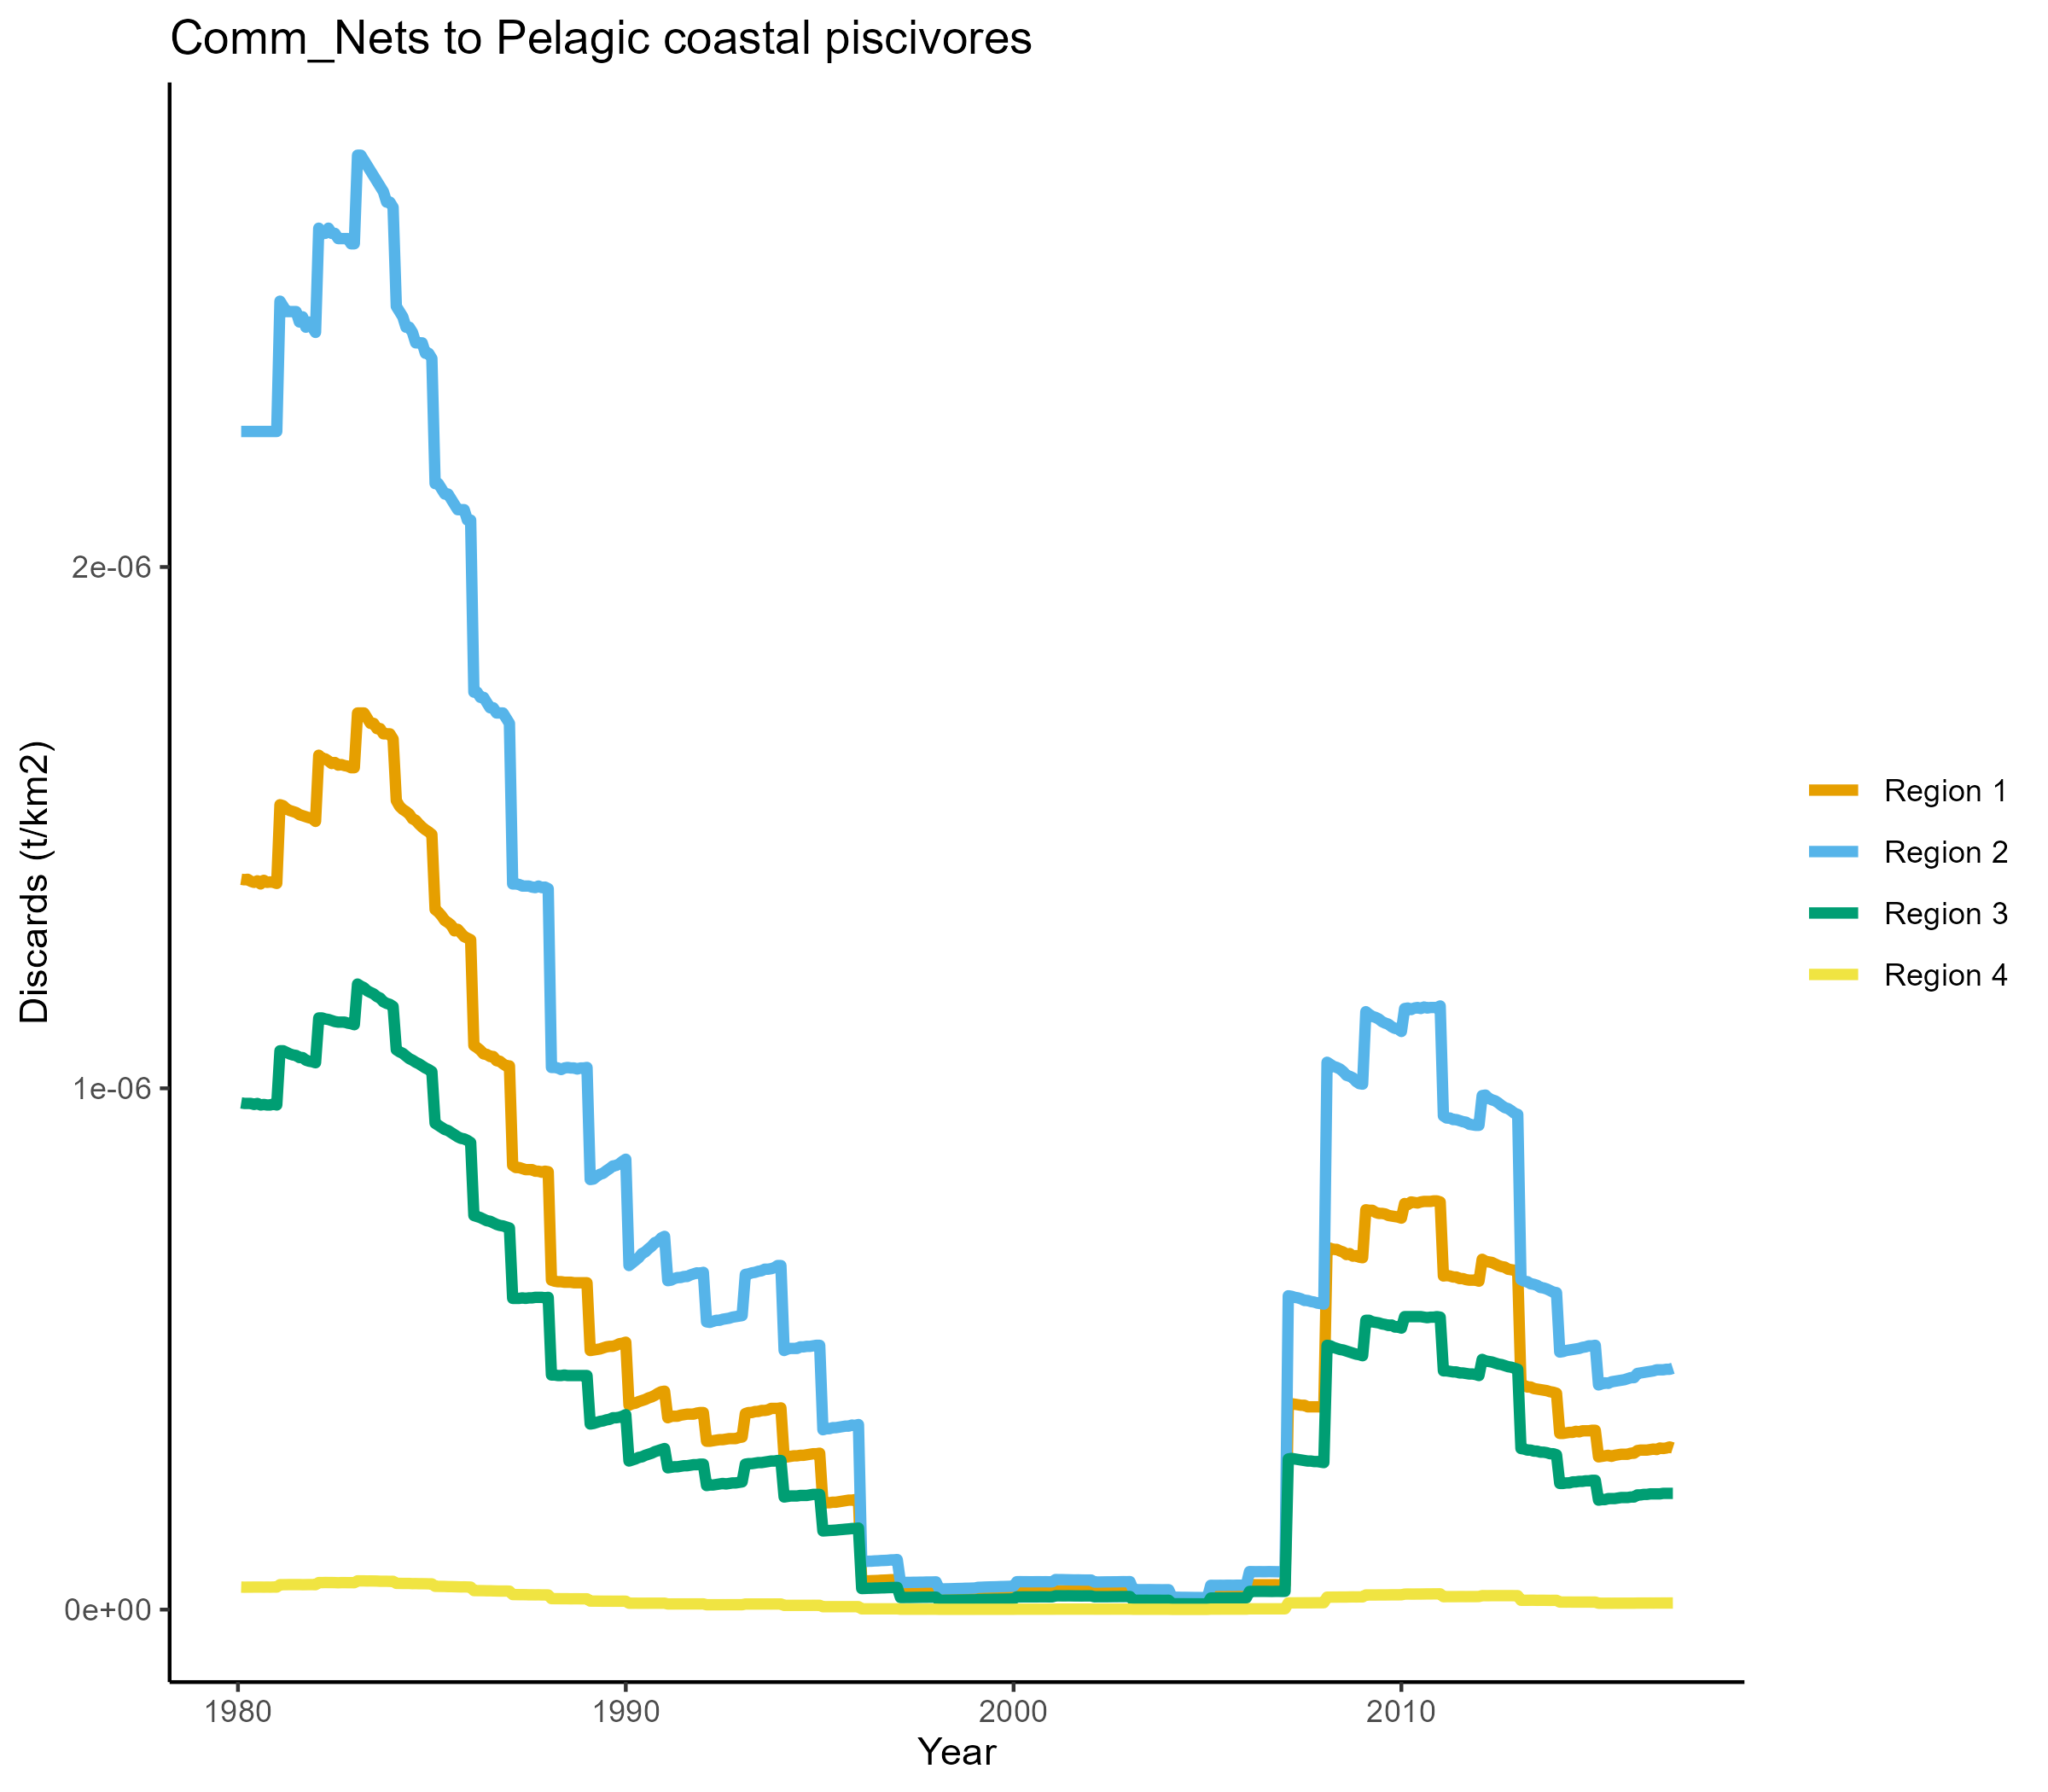 Comm_Nets to Pelagic coastal piscivores
Discards (t/km2)
2e-06
1e-06
0e+00
1980
1990
2000
2010
Year
Region 1
Region 2
Region 3
Region 4